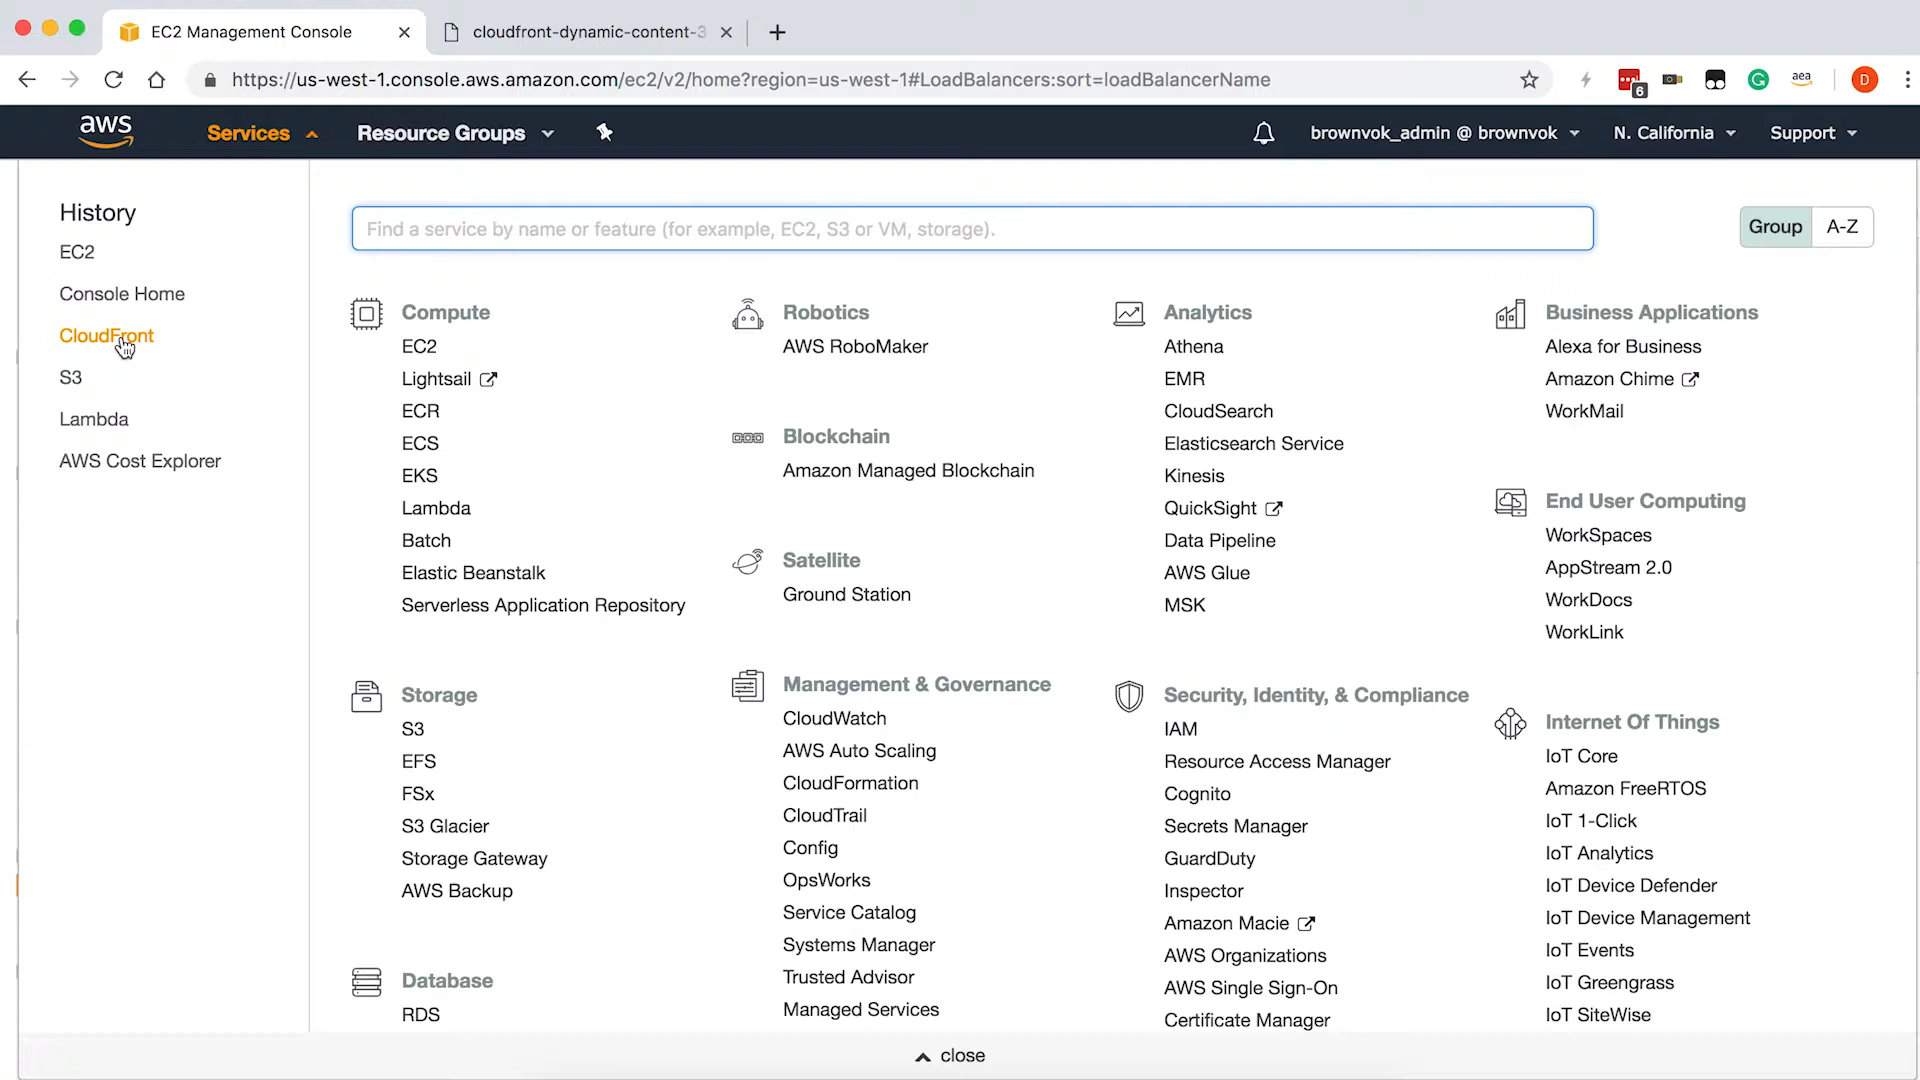 EC2 Management Console
cloudfront-dynamic-content-3
https://us-west-1.console.aws.amazon.com/ec2/v2/home?region=us-west-1#LoadBalancers:sort=loadBalancerName
6
aea
D
aws
Services
Resource Groups
brownvok_admin @ brownvok
N. California
Support
History
EC2
Console Home
CloudFront
S3
Lambda
AWS Cost Explorer
Find a service by name or feature (for example, EC2, S3 or VM, storage).
Group
A-Z
Compute
EC2
Lightsail
ECR
ECS
EKS
Lambda
Batch
Elastic Beanstalk
Serverless Application Repository
Storage
S3
EFS
FSx
S3 Glacier
Storage Gateway
AWS Backup
Database
RDS
Robotics
AWS RoboMaker
Blockchain
Amazon Managed Blockchain
Satellite
Ground Station
Management & Governance
CloudWatch
AWS Auto Scaling
CloudFormation
CloudTrail
Config
OpsWorks
Service Catalog
Systems Manager
Trusted Advisor
Managed Services
Analytics
Athena
EMR
CloudSearch
Elasticsearch Service
Kinesis
QuickSight
Data Pipeline
AWS Glue
MSK
Security, Identity, & Compliance
IAM
Resource Access Manager
Cognito
Secrets Manager
GuardDuty
Inspector
Amazon Macie
AWS Organizations
AWS Single Sign-On
Certificate Manager
Business Applications
Alexa for Business
Amazon Chime
WorkMail
End User Computing
WorkSpaces
AppStream 2.0
WorkDocs
WorkLink
Internet Of Things
IoT Core
Amazon FreeRTOS
IoT 1-Click
IoT Analytics
IoT Device Defender
IoT Device Management
IoT Events
IoT Greengrass
IoT SiteWise
close